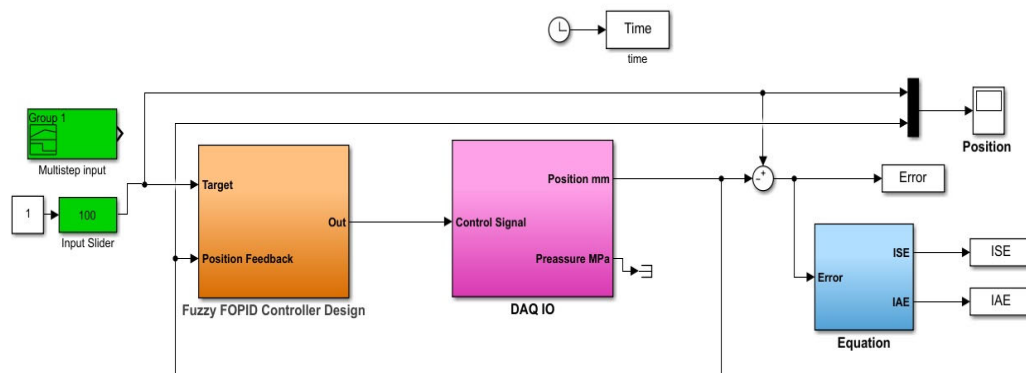 Time
time
Group 1
Multistep input
1
100
Input Slider
Target
Out
Position Feedback
Fuzzy FOPID Controller Design
Position mm
Control Signal
Preassure MPa
DAQ IO
Position
Error
Error
ISE
IAE
Equation
ISE
IAE